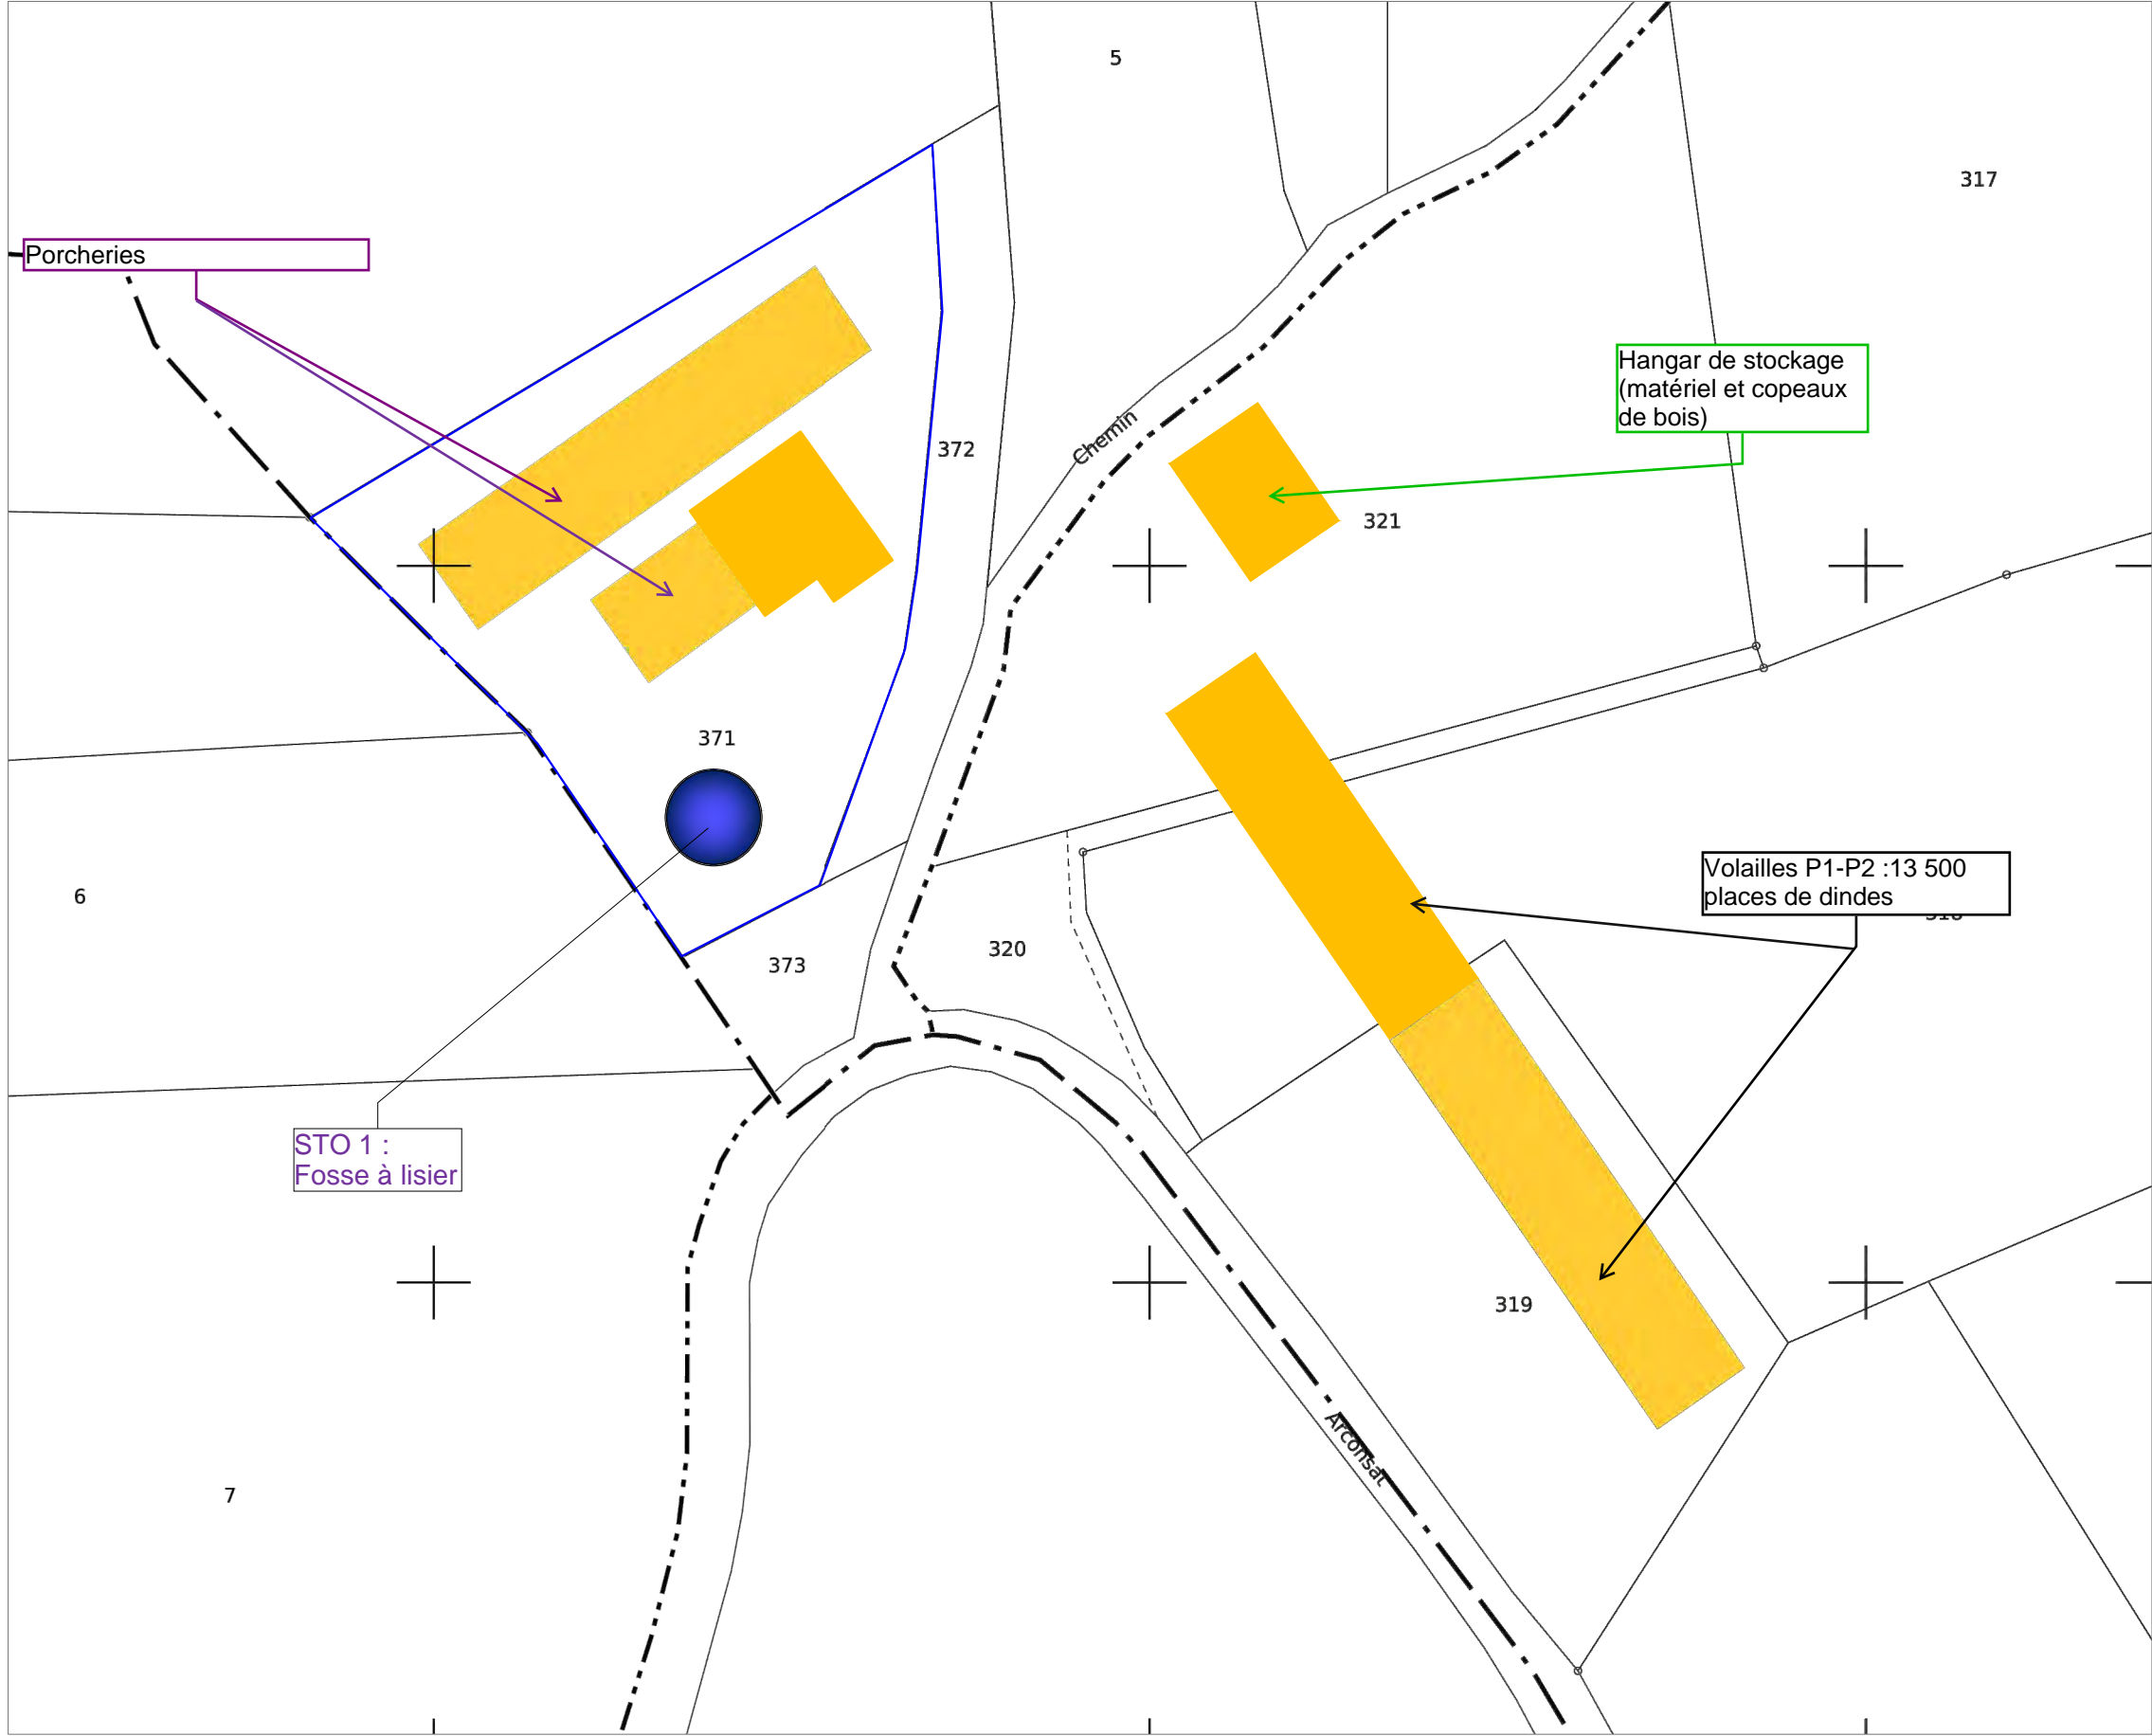 5
317
Porcheries
Hangar de stockage
(matériel et copeaux
de bois)
Chemin
372
321
371
Volailles P1-P2 :13 500
places de dindes
6
320
373
STO 1 :
Fosse à lisier
319
Arconsat
7